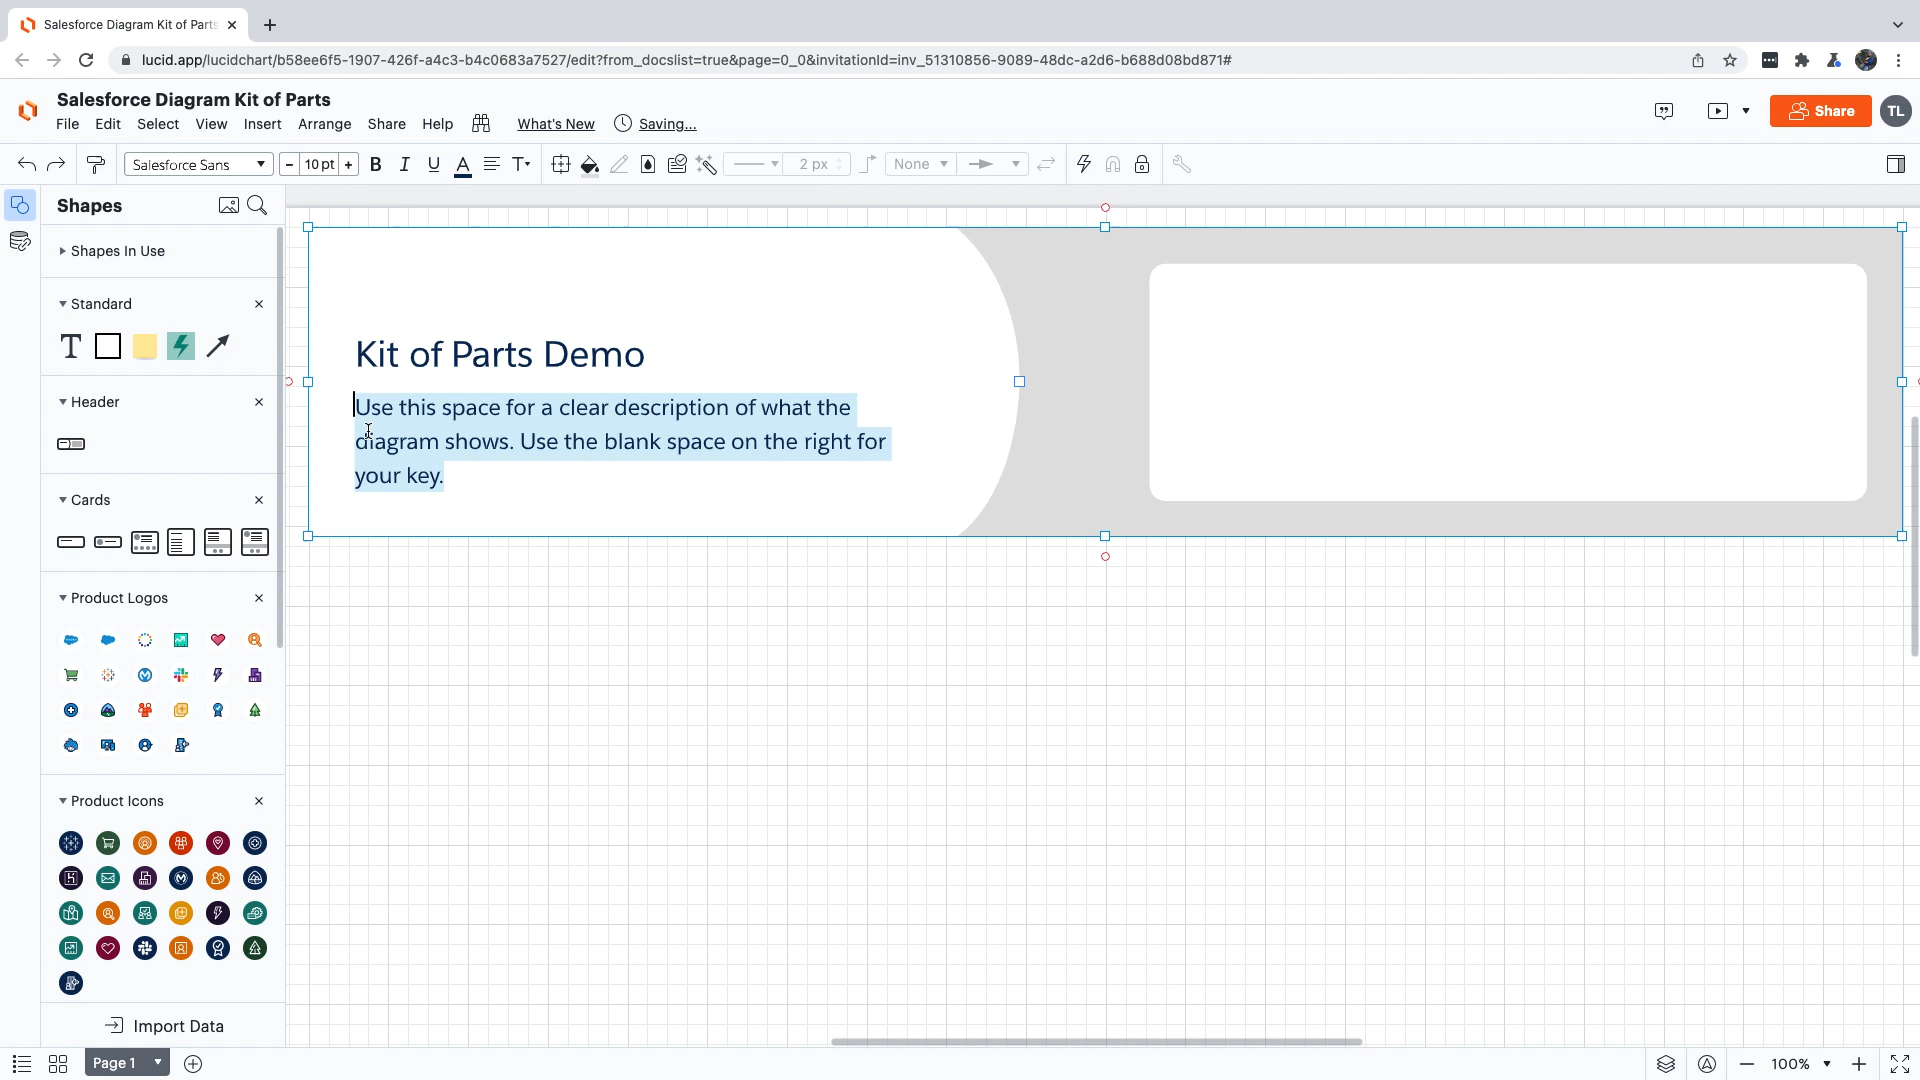 Salesforce Diagram Kit of Parts
lucid.app/lucidchart/b58ee6f5-1907-426f-a4c3-b4c0683a7527/edit?from_docslist=true&page=0_0&invitationId=inv_51310856-9089-48dc-a2d6-b688d08bd871#
Salesforce Diagram Kit of Parts
File Edit Select View Insert Arrange Share Help What's New Saving...
Share TL
Salesforce Sans 10 pt B I U A T 2 px None
Shapes
Shapes In Use
Standard
T
Header
Cards
Product Logos
Product Icons
Import Data
Kit of Parts Demo
Use this space for a clear description of what the
diagram shows. Use the blank space on the right for
your key.
Page 1 100%